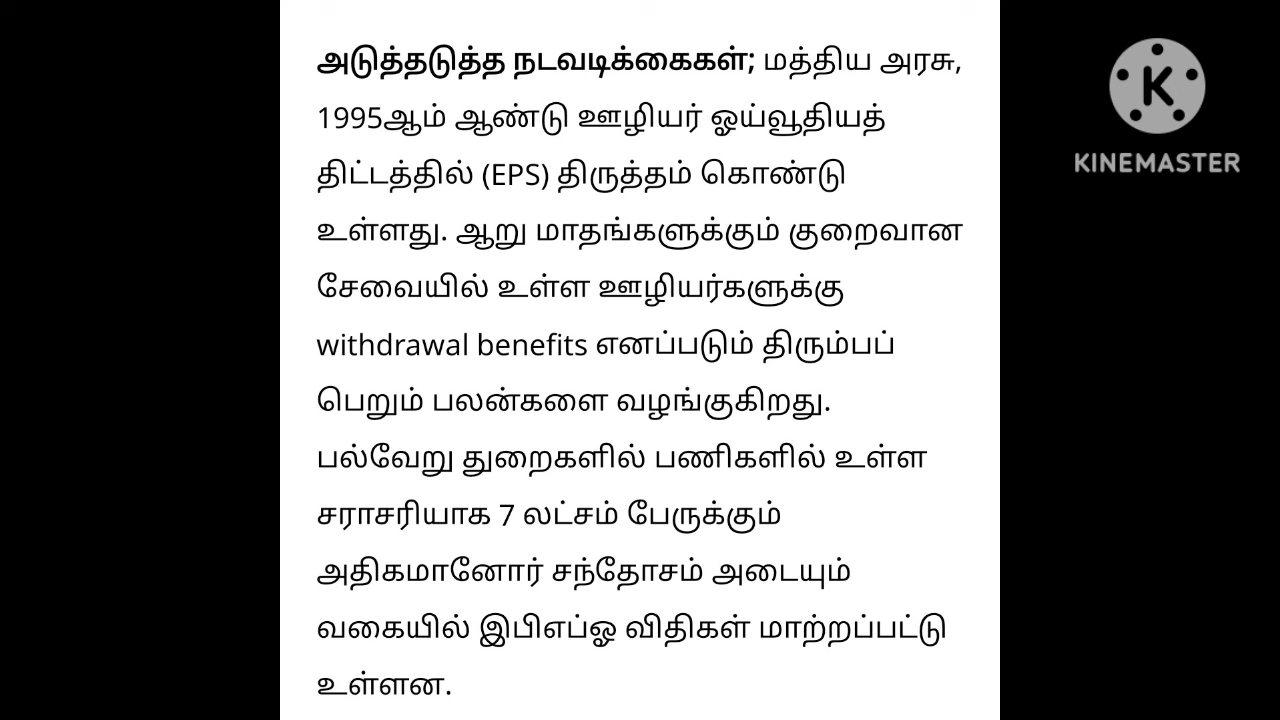 அடுத்தடுத்த நடவடிக்கைகள்; மத்திய அரசு,
1995ஆம் ஆண்டு ஊழியர் ஓய்வூதியத்
திட்டத்தில் (EPS) திருத்தம் கொண்டு
உள்ளது. ஆறு மாதங்களுக்கும் குறைவான
சேவையில் உள்ள ஊழியர்களுக்கு
withdrawal benefits எனப்படும் திரும்பப்
பெறும் பலன்களை வழங்குகிறது.
பல்வேறு துறைகளில் பணிகளில் உள்ள
சராசரியாக 7 லட்சம் பேருக்கும்
அதிகமானோர் சந்தோசம் அடையும்
வகையில் இபிஎப்ஓ விதிகள் மாற்றப்பட்டு
உள்ளன.
K
KINEMASTER